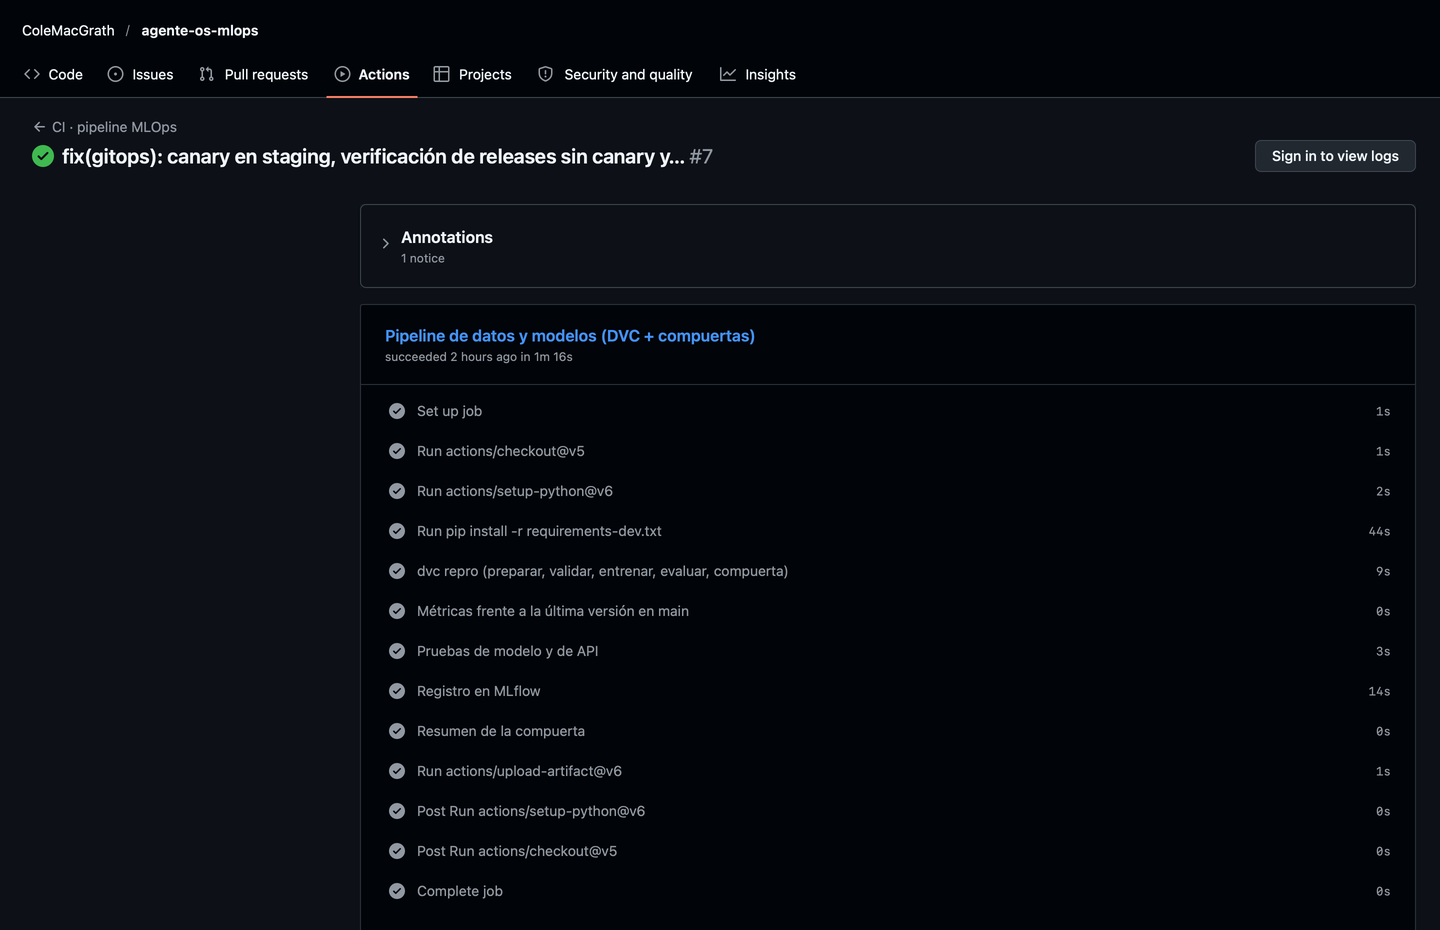 ColeMacGrath / agente-os-mlops
Code Issues Pull requests Actions Projects Security and quality Insights
← CI · pipeline MLOps
fix(gitops): canary en staging, verificación de releases sin canary y... #7
Sign in to view logs
Annotations
1 notice
Pipeline de datos y modelos (DVC + compuertas)
succeeded 2 hours ago in 1m 16s
Set up job 1s
Run actions/checkout@v5 1s
Run actions/setup-python@v6 2s
Run pip install -r requirements-dev.txt 44s
dvc repro (preparar, validar, entrenar, evaluar, compuerta) 9s
Métricas frente a la última versión en main 0s
Pruebas de modelo y de API 3s
Registro en MLflow 14s
Resumen de la compuerta 0s
Run actions/upload-artifact@v6 1s
Post Run actions/setup-python@v6 0s
Post Run actions/checkout@v5 0s
Complete job 0s